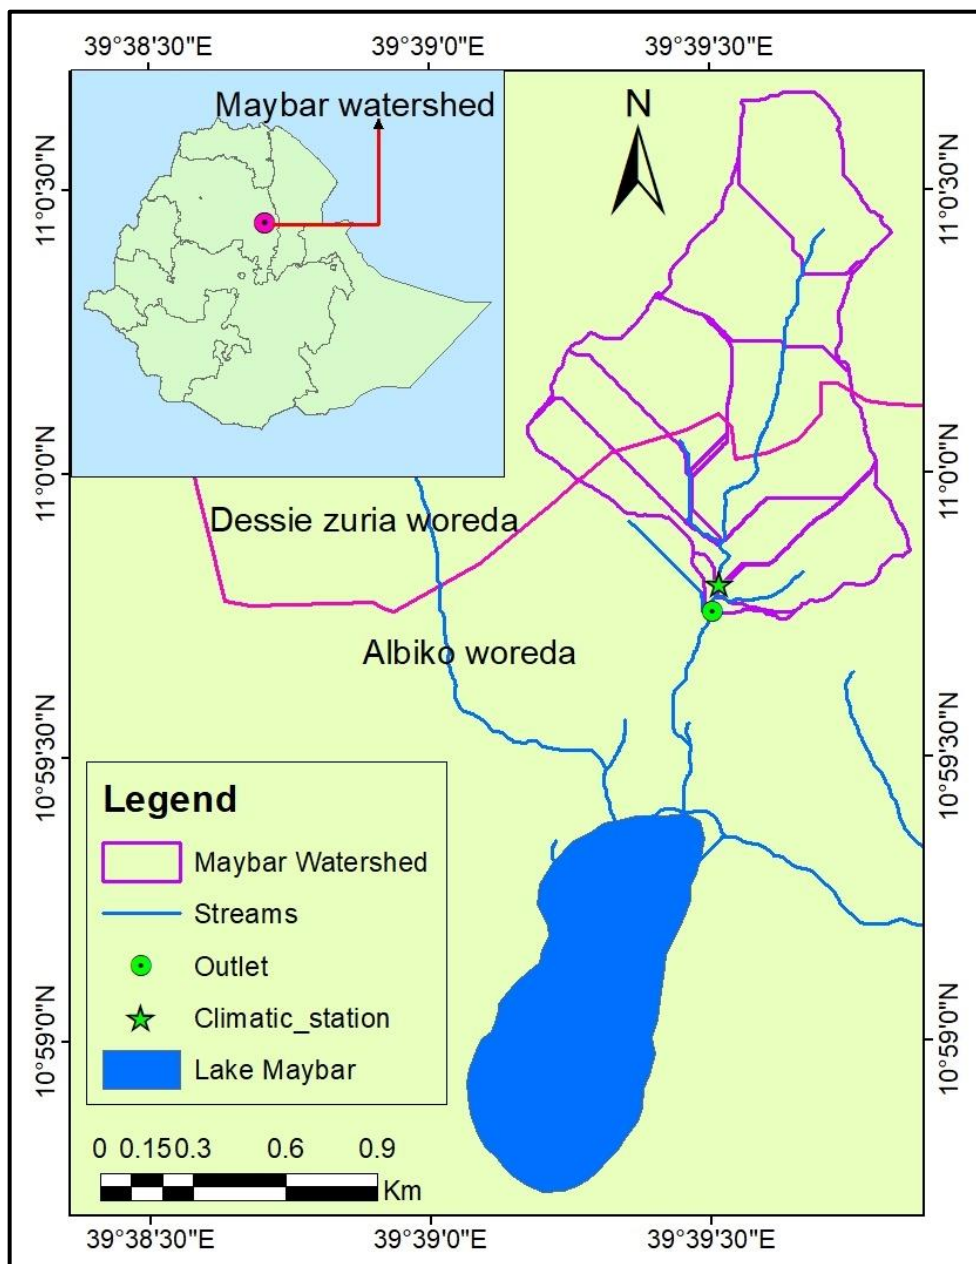 39°38'30"E 39°39'0"E 39°39'30"E
Maybar watershed
N
11°0'30"N
11°0'30"N
11°0'0"N
11°0'0"N
Dessie zuria woreda
Albiko woreda
10°59'30"N
10°59'30"N
Legend
Maybar Watershed
Streams
Outlet
Climatic_station
Lake Maybar
10°59'0"N
10°59'0"N
0 0.15 0.3 0.6 0.9
Km
39°38'30"E 39°39'0"E 39°39'30"E